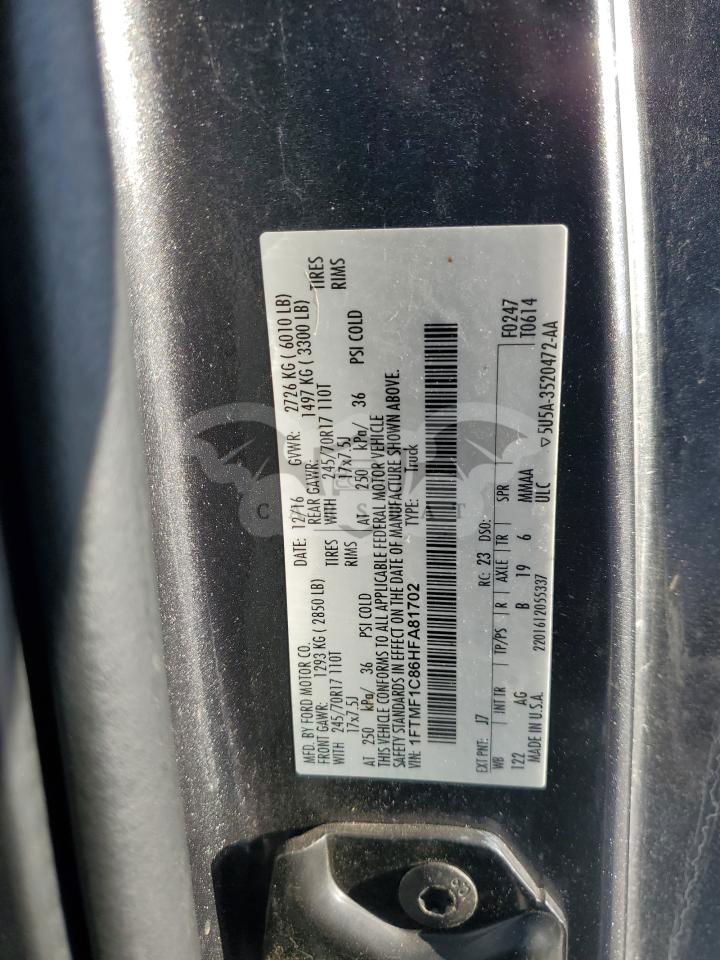 MFD. BY FORD MOTOR CO.
DATE: 12/16 GVWR: 2726 KG ( 6010 LB)
FRONT GAWR: 1293 KG ( 2850 LB) REAR GAWR: 1497 KG ( 3300 LB)
WITH 245/70R17 110T TIRES WITH 245/70R17 110T TIRES
17x7.5J RIMS 17x7.5J RIMS
AT 250 kPa/ 36 PSI COLD AT 250 kPa/ 36 PSI COLD
THIS VEHICLE CONFORMS TO ALL APPLICABLE FEDERAL MOTOR VEHICLE
SAFETY STANDARDS IN EFFECT ON THE DATE OF MANUFACTURE SHOWN ABOVE.
VIN: 1FTMF1C86HFA81702 TYPE: Truck
EXT PNT: J7 RC: 23 DSO: F0247
T0614
WB INT TR TP/PS R AXLE TR SPR
122 AG B 19 6 MMAA
2201612055337 ULC
MADE IN U.S.A. ▽5U5A-3520472-AA